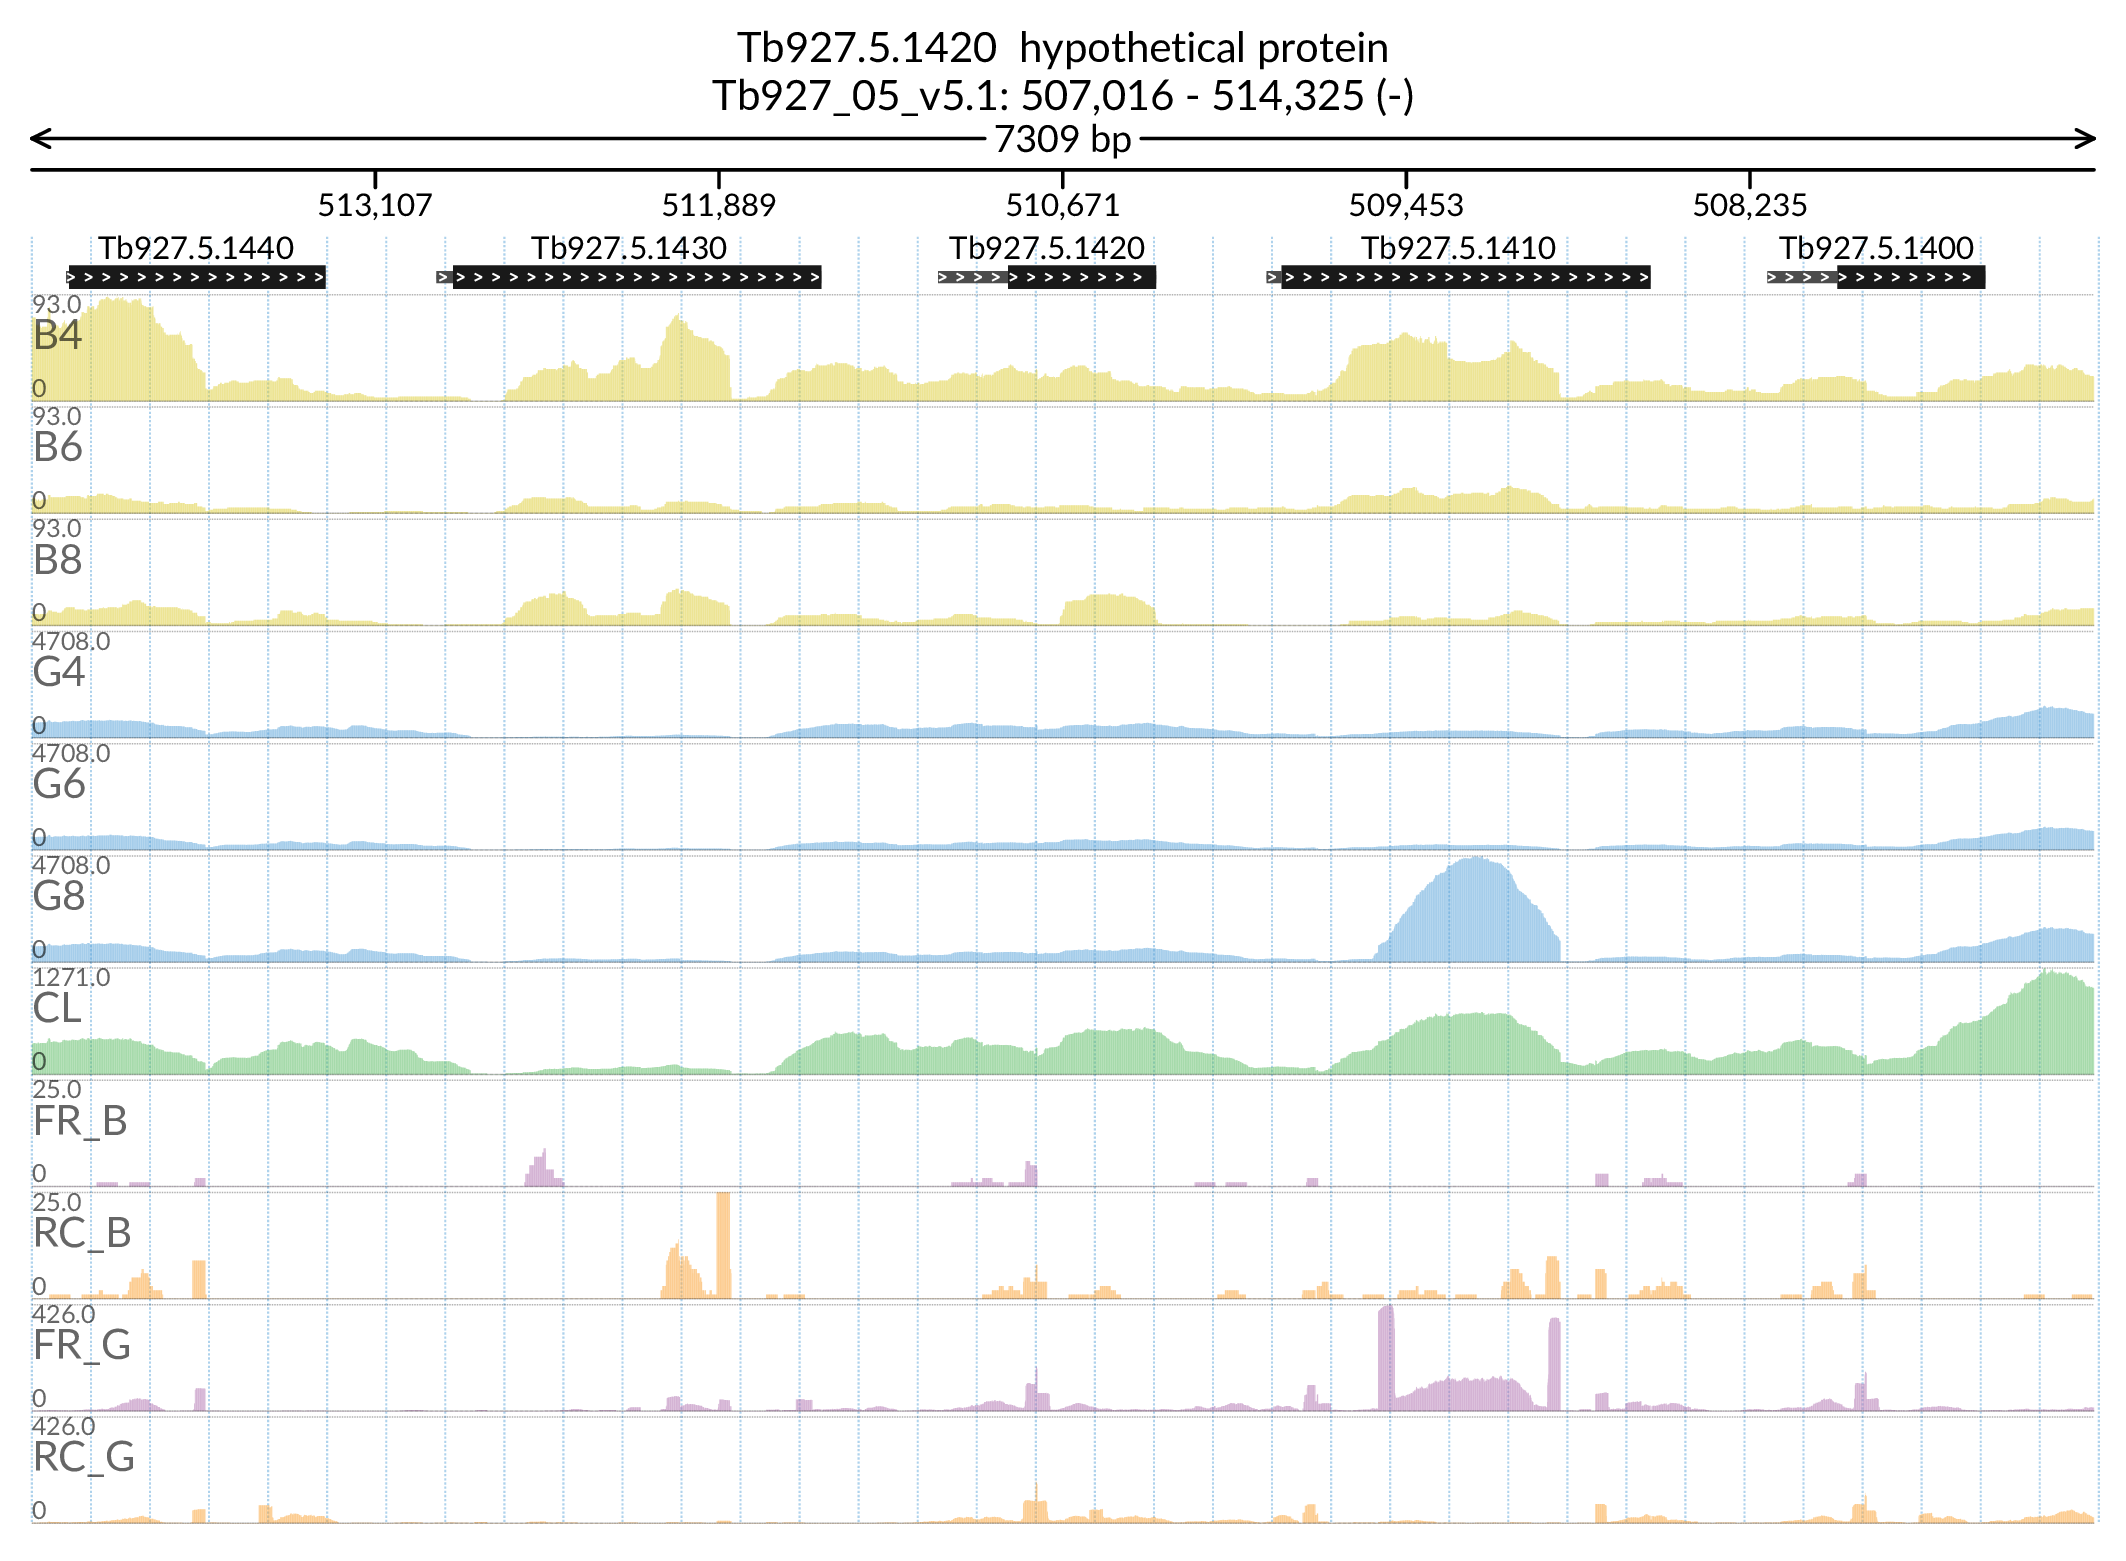 Tb927.5.1420  hypothetical protein
Tb927_05_v5.1: 507,016 - 514,325 (-)
7309 bp
513,107 511,889 510,671 509,453 508,235
Tb927.5.1440 Tb927.5.1430 Tb927.5.1420 Tb927.5.1410 Tb927.5.1400
93.0
B4
0
93.0
B6
0
93.0
B8
0
4708.0
G4
0
4708.0
G6
0
4708.0
G8
0
1271.0
CL
0
25.0
FR_B
0
25.0
RC_B
0
426.0
FR_G
0
426.0
RC_G
0